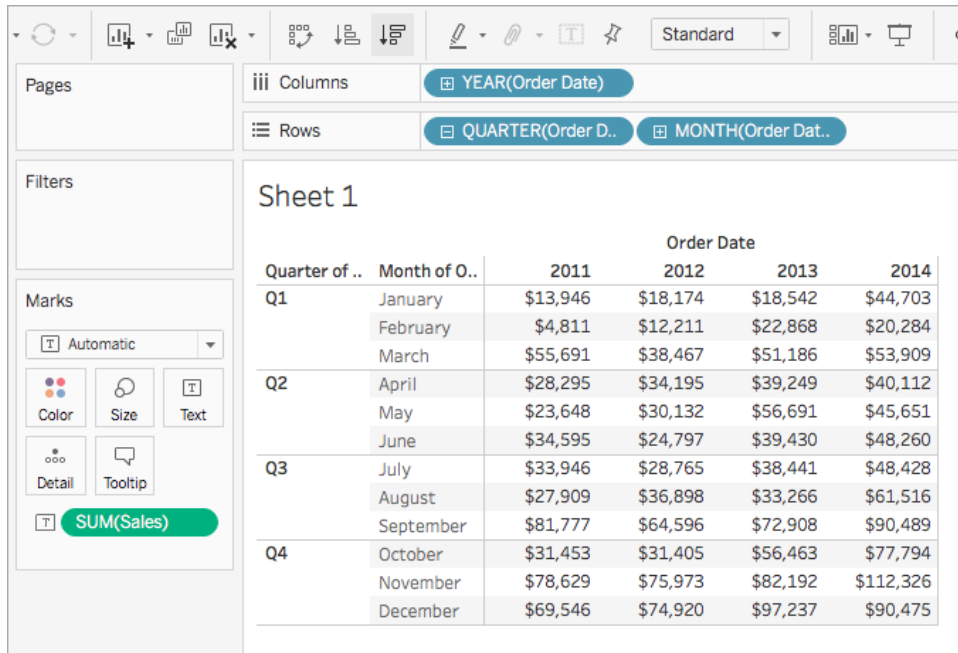 Standard
Pages
Columns
YEAR(Order Date)
Rows
QUARTER(Order D..
MONTH(Order Dat..
Filters
Marks
T Automatic
Color
Size
T
Text
Detail
Tooltip
T SUM(Sales)
Sheet 1
Order Date
Quarter of .. Month of O.. 2011 2012 2013 2014
Q1 January $13,946 $18,174 $18,542 $44,703
February $4,811 $12,211 $22,868 $20,284
March $55,691 $38,467 $51,186 $53,909
Q2 April $28,295 $34,195 $39,249 $40,112
May $23,648 $30,132 $56,691 $45,651
June $34,595 $24,797 $39,430 $48,260
Q3 July $33,946 $28,765 $38,441 $48,428
August $27,909 $36,898 $33,266 $61,516
September $81,777 $64,596 $72,908 $90,489
Q4 October $31,453 $31,405 $56,463 $77,794
November $78,629 $75,973 $82,192 $112,326
December $69,546 $74,920 $97,237 $90,475